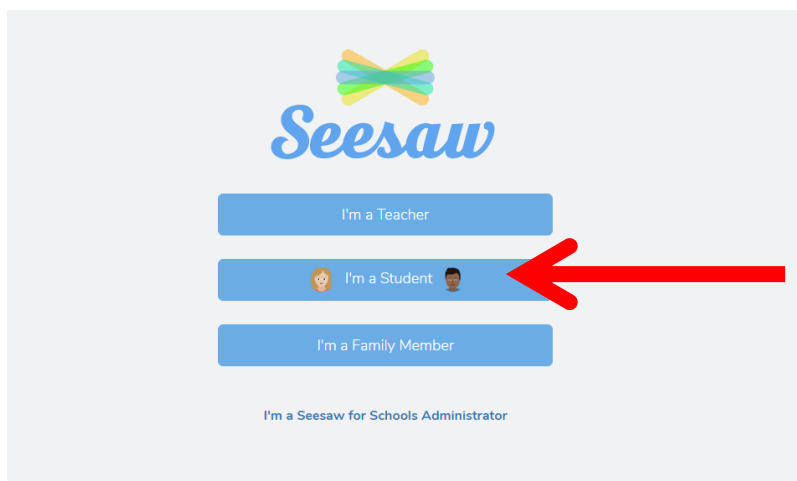 Seesaw
I'm a Teacher
I'm a Student
I'm a Family Member
I'm a Seesaw for Schools Administrator